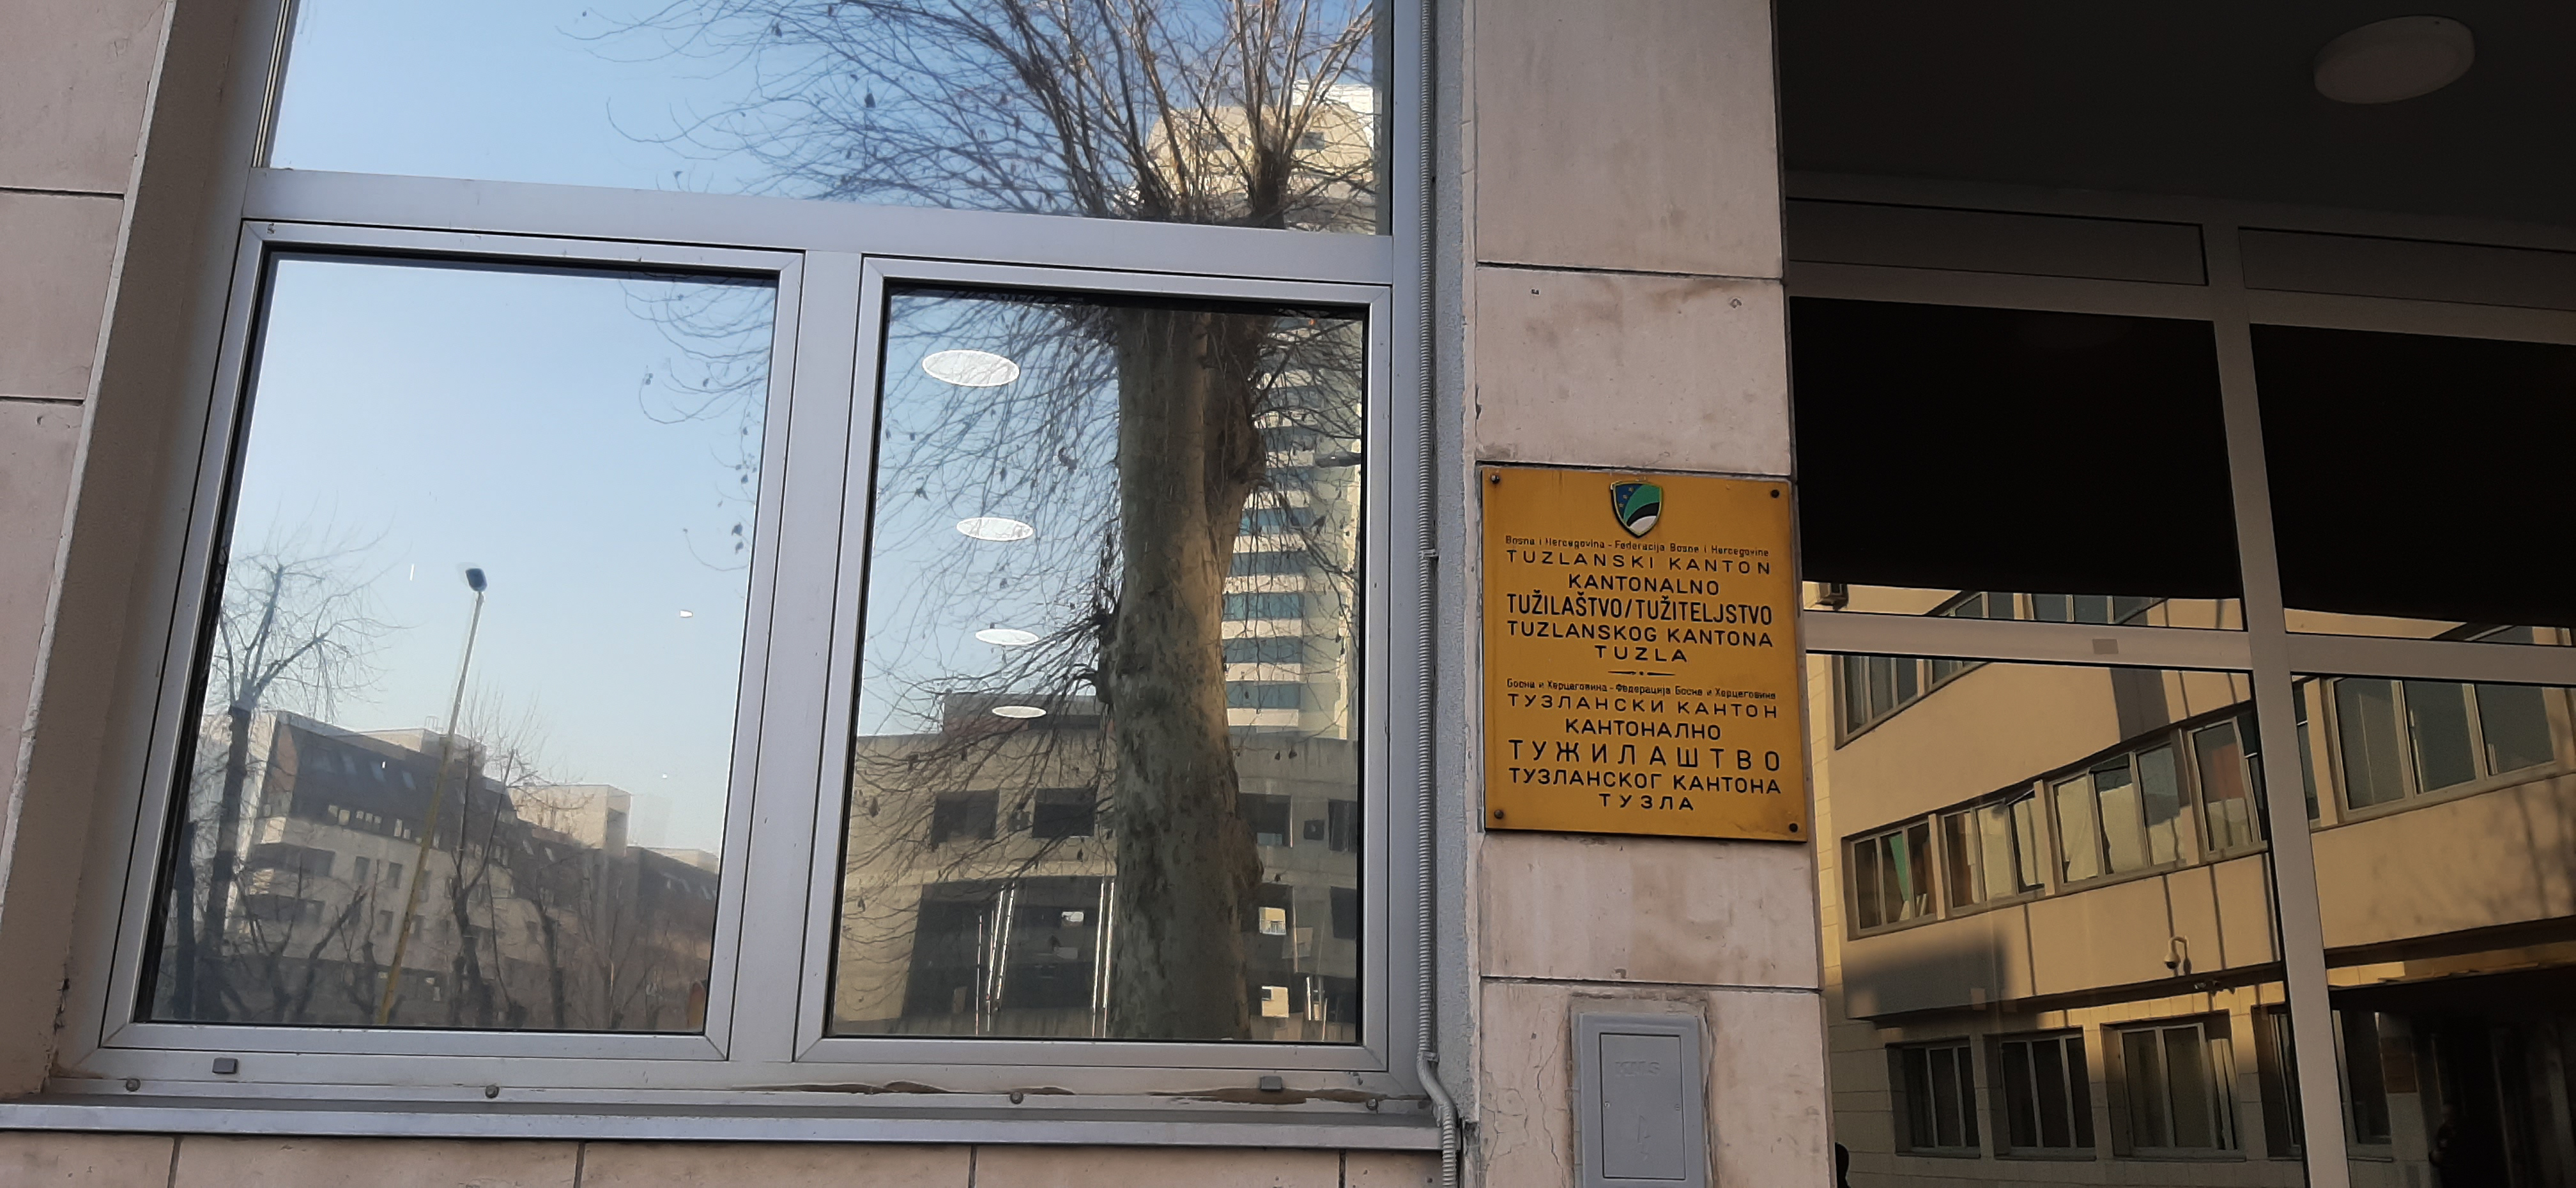 Bosna i Hercegovina - Federacija Bosne i Hercegovine
TUZLANSKI KANTON
KANTONALNO
TUŽILAŠTVO/TUŽITELJSTVO
TUZLANSKOG KANTONA
TUZLA
Босна и Херцеговина - Федерација Босне и Херцеговине
ТУЗЛАНСКИ КАНТОН
КАНТОНАЛНО
ТУЖИЛАШТВО
ТУЗЛАНСКОГ КАНТОНА
ТУЗЛА